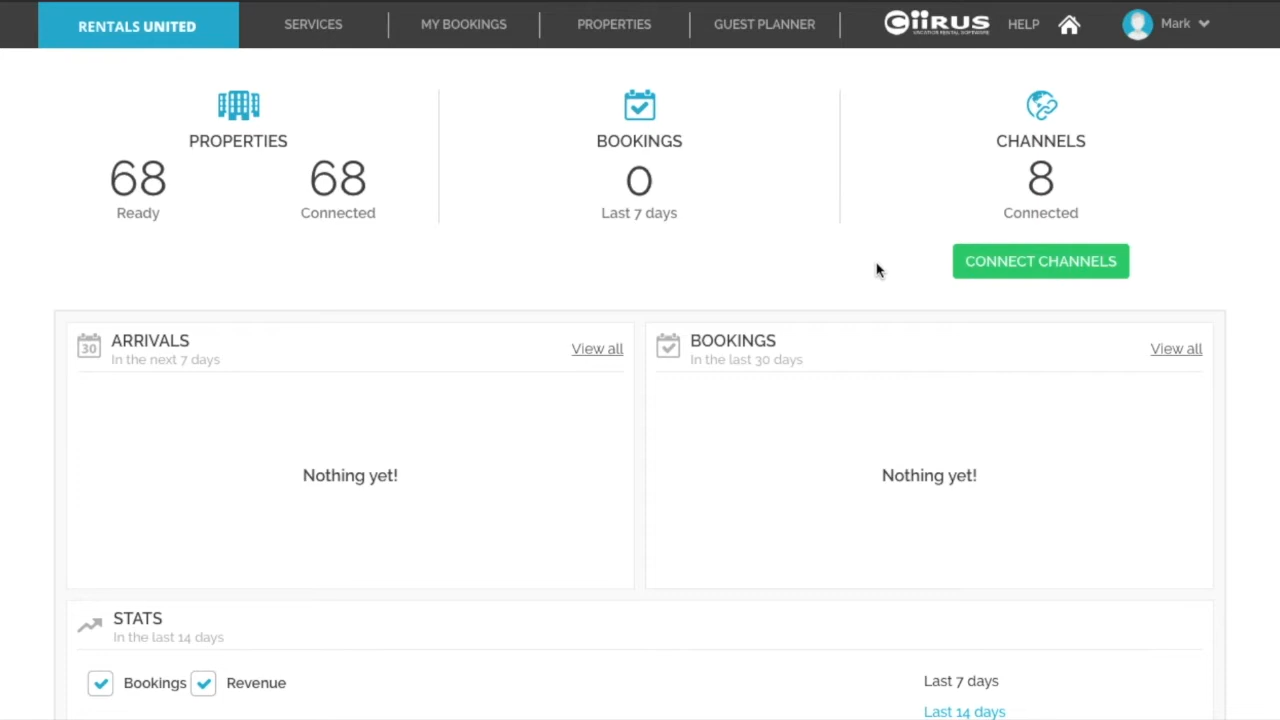 RENTALS UNITED
SERVICES
MY BOOKINGS
PROPERTIES
GUEST PLANNER
CiiRUS
VACATION RENTAL SOFTWARE
HELP
Mark
PROPERTIES
68
Ready
68
Connected
BOOKINGS
0
Last 7 days
CHANNELS
8
Connected
CONNECT CHANNELS
30
ARRIVALS
In the next 7 days
View all
Nothing yet!
BOOKINGS
In the last 30 days
View all
Nothing yet!
STATS
In the last 14 days
Bookings
Revenue
Last 7 days
Last 14 days